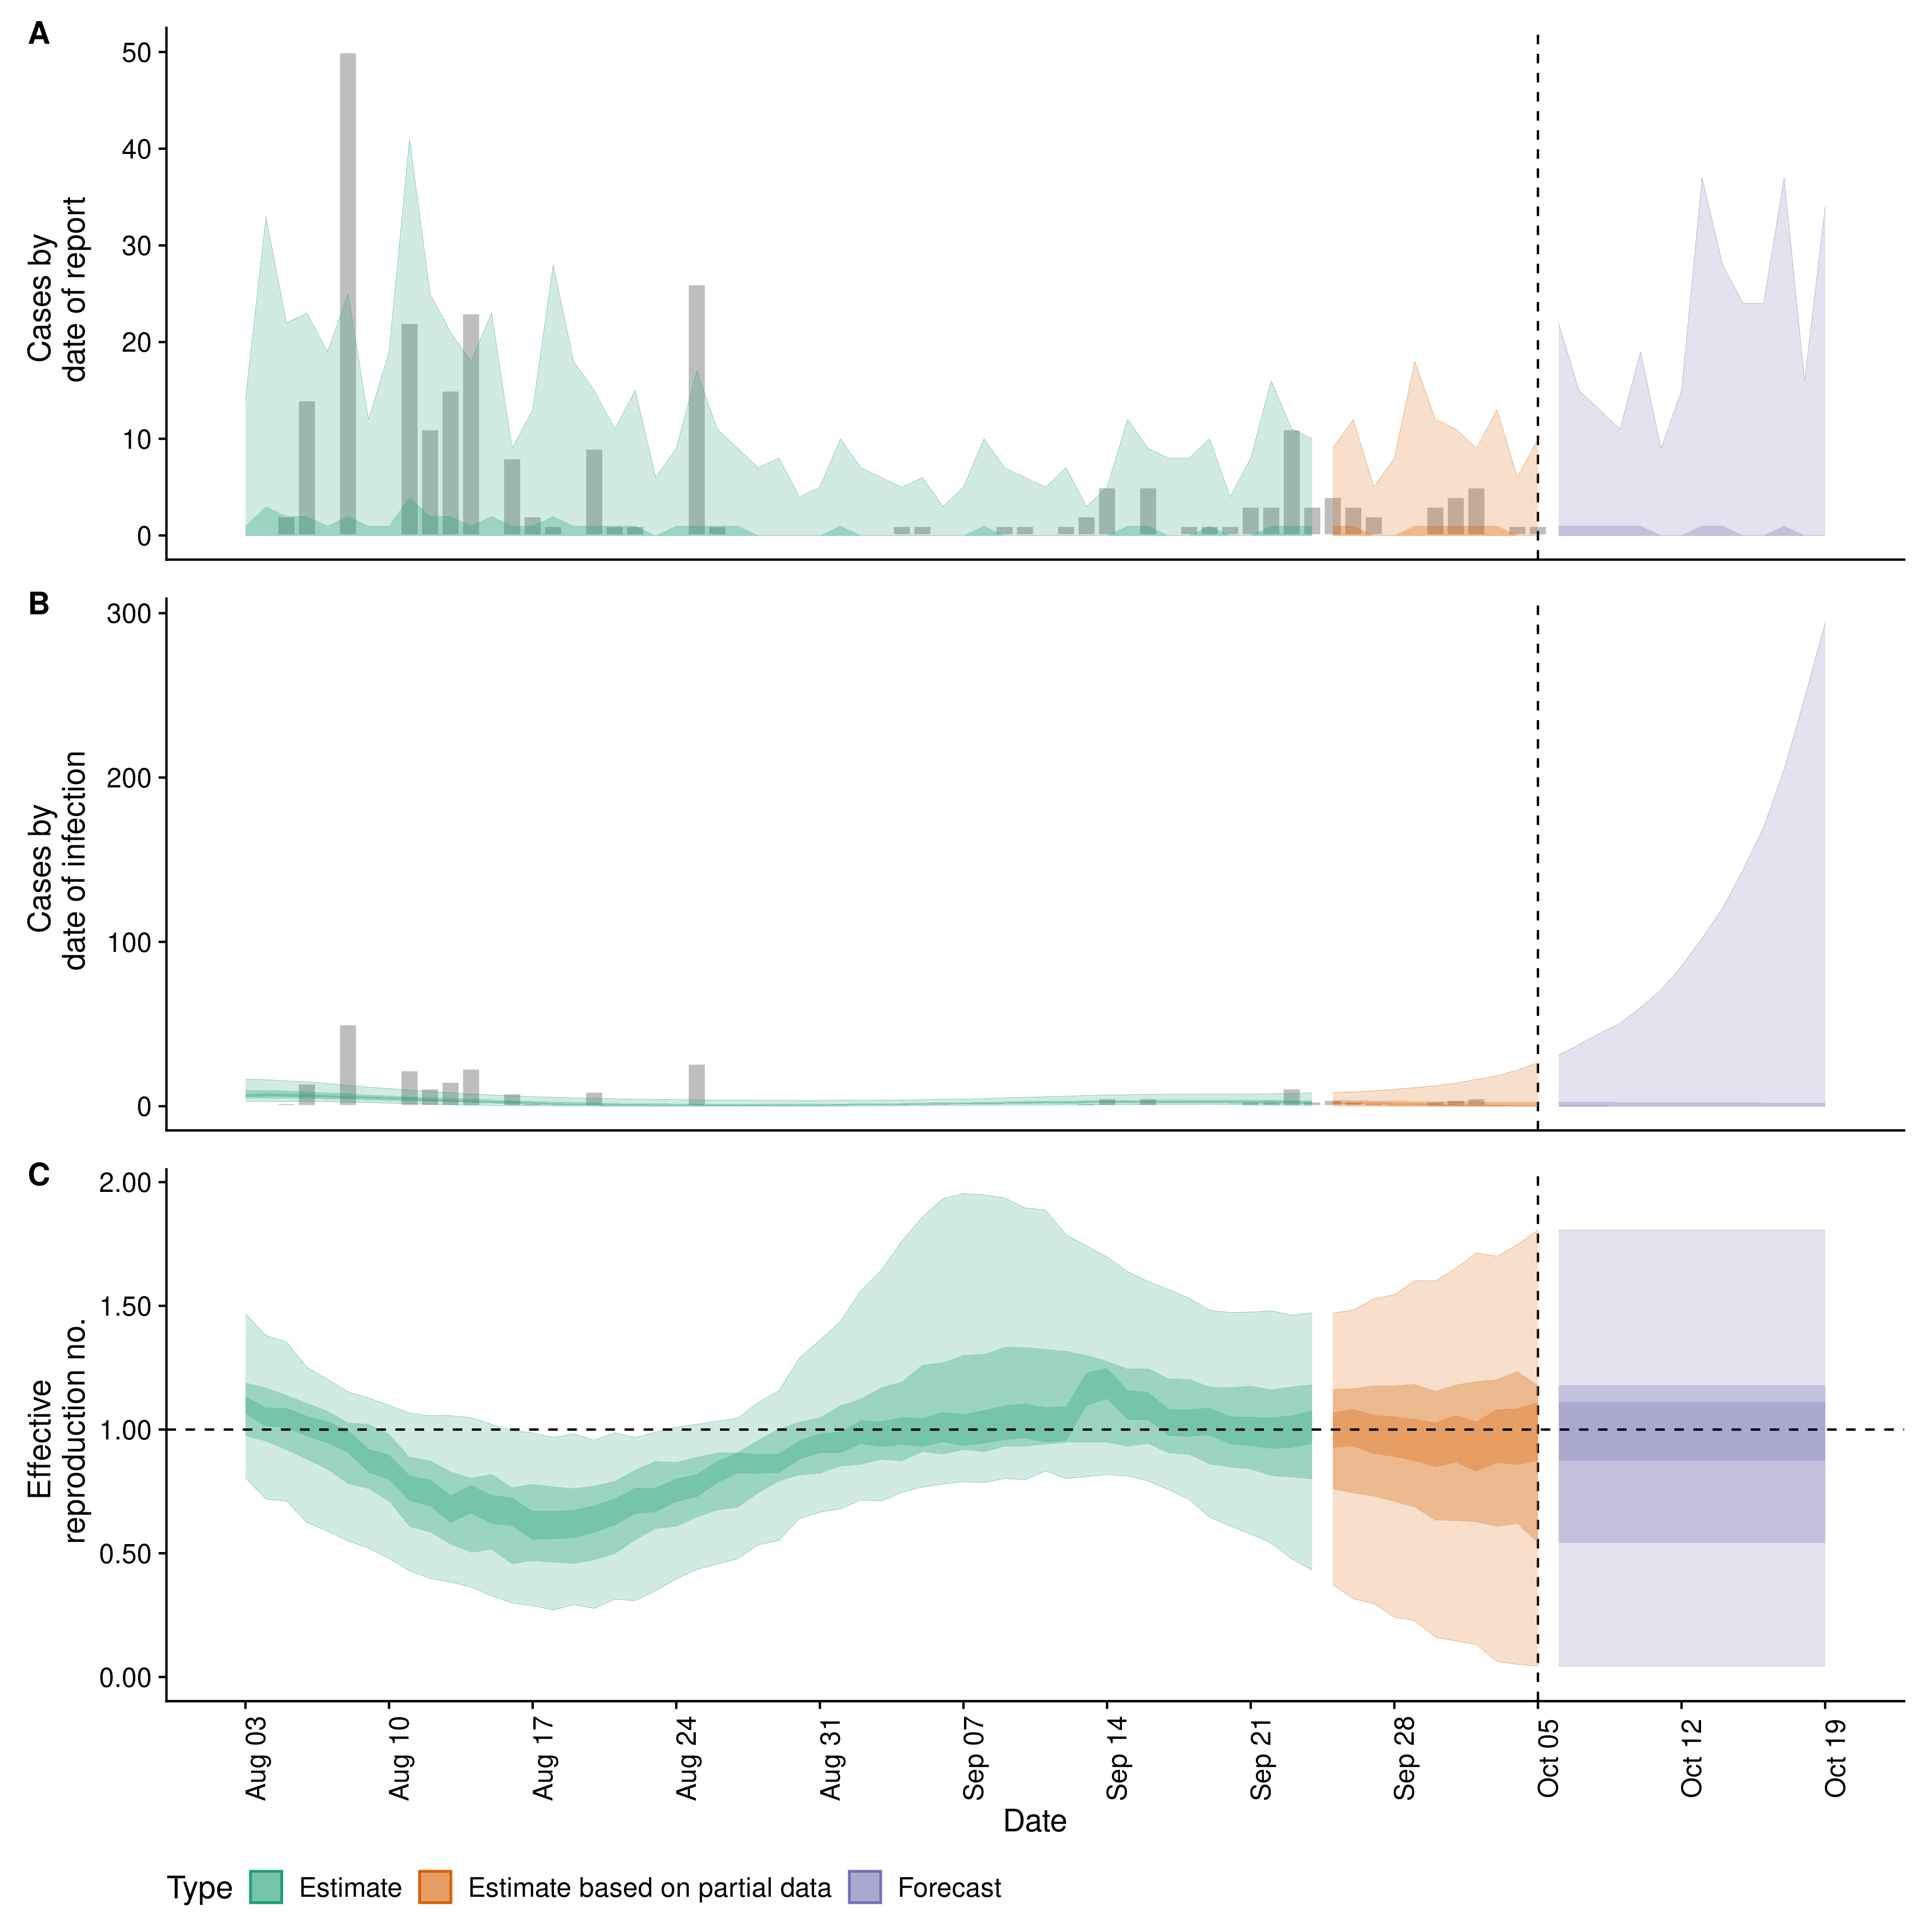 A
50
40
30
20
10
0
Cases by
date of report
B
300
200
100
0
Cases by
date of infection
C
2.00
1.50
1.00
0.50
0.00
Effective
reproduction no.
Aug 03
Aug 10
Aug 17
Aug 24
Aug 31
Sep 07
Sep 14
Sep 21
Sep 28
Oct 05
Oct 12
Oct 19
Date
Type Estimate Estimate based on partial data Forecast